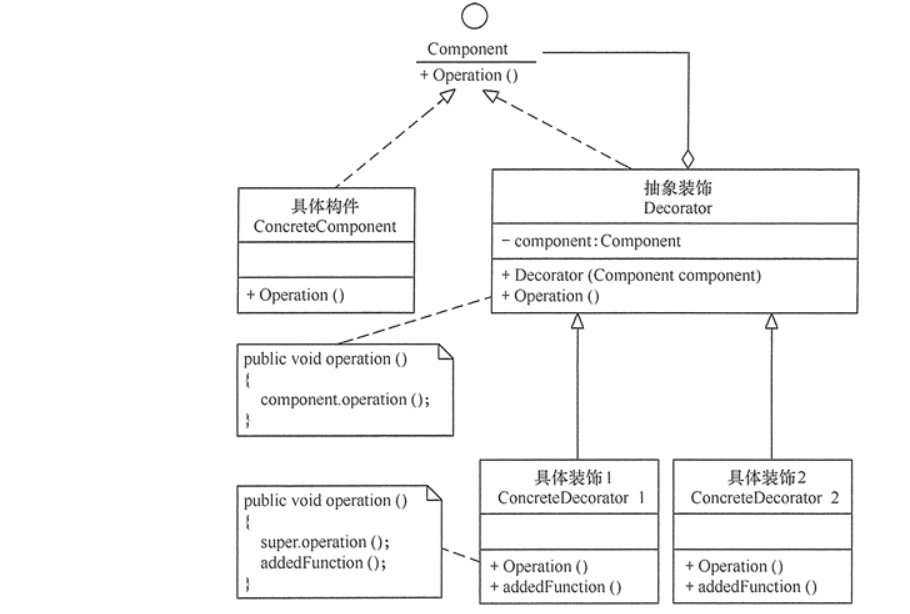 Component
+ Operation ()
具体构件
ConcreteComponent
+ Operation ()
抽象装饰
Decorator
- component:Component
+ Decorator (Component component)
+ Operation ()
public void operation ()
{
component.operation ();
}
具体装饰1
ConcreteDecorator 1
+ Operation ()
+ addedFunction ()
具体装饰2
ConcreteDecorator 2
+ Operation ()
+ addedFunction ()
public void operation ()
{
super.operation ();
addedFunction ();
}